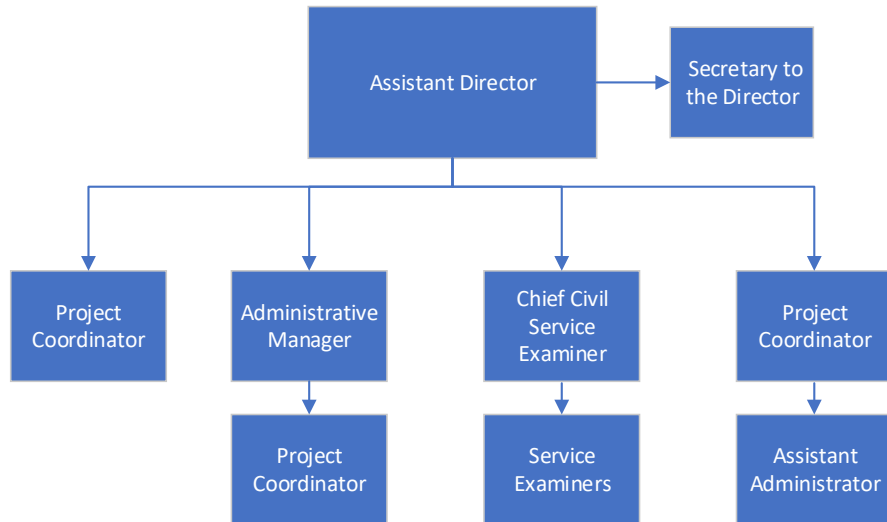 Assistant Director
Secretary to
the Director
Project
Coordinator
Administrative
Manager
Chief Civil
Service
Examiner
Project
Coordinator
Project
Coordinator
Service
Examiners
Assistant
Administrator